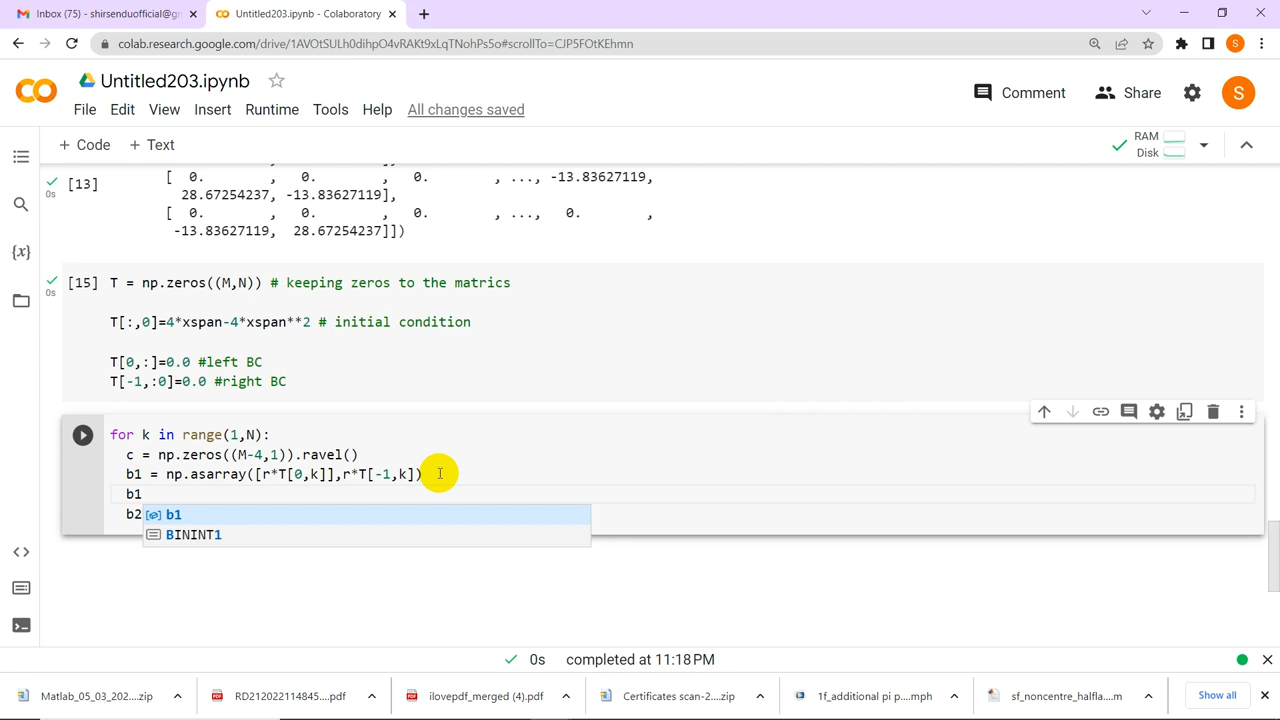 Inbox (75) - shirsenduofficial@gm
Untitled203.ipynb - Colaboratory
colab.research.google.com/drive/1AVOtSULh0dihpO4vRAKt9xLqTNohPs5o#scrollTo=CJP5FOtKEhmn
S
Untitled203.ipynb
File Edit View Insert Runtime Tools Help All changes saved
Comment Share S
+ Code + Text
RAM
Disk
[13]
0s
[ 0. , 0. , 0. , ..., -13.83627119,
28.67254237, -13.83627119],
[ 0. , 0. , 0. , ..., 0. ,
-13.83627119, 28.67254237]])
[15] T = np.zeros((M,N)) # keeping zeros to the matrics
0s
T[:,0]=4*xspan-4*xspan**2 # initial condition
T[0,:]=0.0 #left BC
T[-1,:0]=0.0 #right BC
for k in range(1,N):
c = np.zeros((M-4,1)).ravel()
b1 = np.asarray([r*T[0,k]],r*T[-1,k])
b1
b2
b1
BININT1
{x}
0s completed at 11:18 PM
Matlab_05_03_202....zip
RD212022114845....pdf
ilovepdf_merged (4).pdf
Certificates scan-2....zip
1f_additional pi p....mph
sf_noncentre_halfla....m
Show all